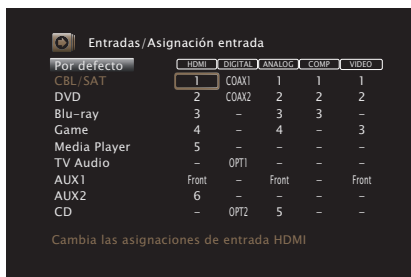 Entradas/Asignación entrada
Por defecto HDMI DIGITAL ANALOG COMP VIDEO
CBL/SAT 1 COAX1 1 1 1
DVD 2 COAX2 2 2 2
Blu-ray 3 – 3 3 –
Game 4 – 4 – 3
Media Player 5 – – – –
TV Audio – OPT1 – – –
AUX1 Front – Front – Front
AUX2 6 – – – –
CD – OPT2 5 – –
Cambia las asignaciones de entrada HDMI